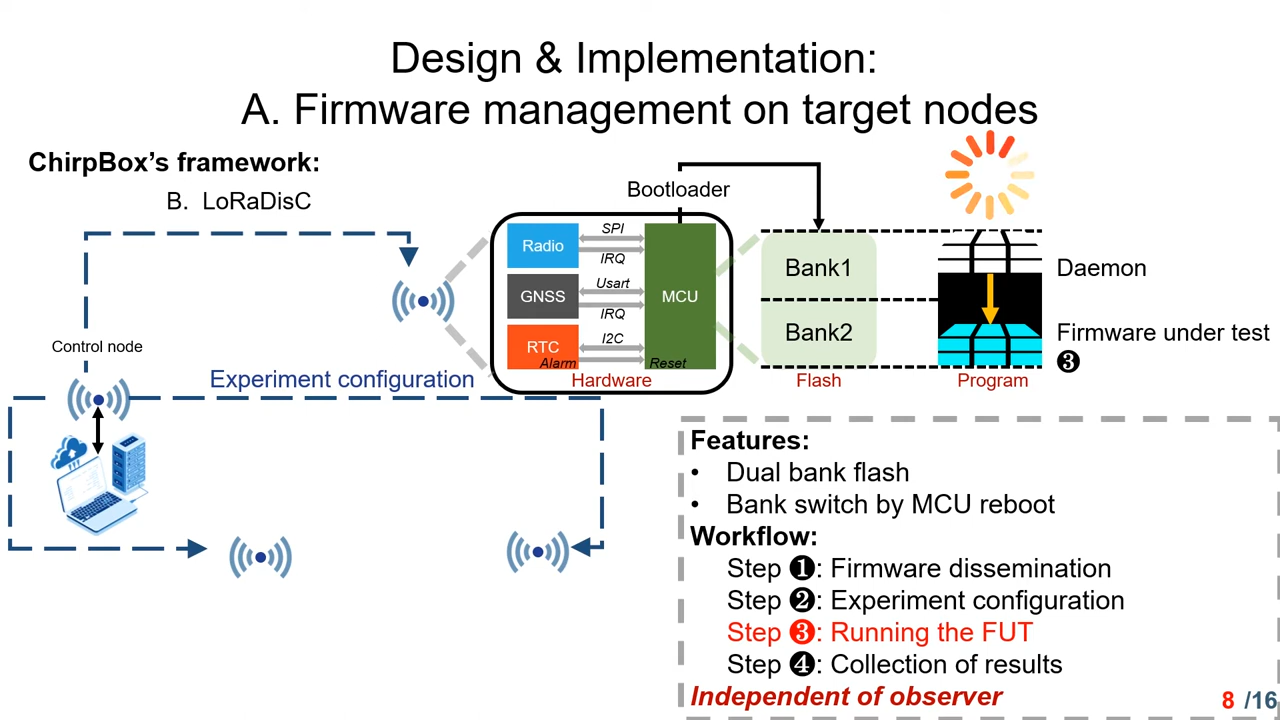 Design & Implementation:
A. Firmware management on target nodes
ChirpBox’s framework:
B. LoRaDisC
Control node
Experiment configuration
Bootloader
Radio
SPI
IRQ
GNSS
Usart
IRQ
MCU
RTC
I2C
Alarm
Reset
Hardware
Bank1
Bank2
Flash
Daemon
Firmware under test
❸
Program
Features:
• Dual bank flash
• Bank switch by MCU reboot
Workflow:
Step ❶: Firmware dissemination
Step ❷: Experiment configuration
Step ❸: Running the FUT
Step ❹: Collection of results
Independent of observer
8 /16